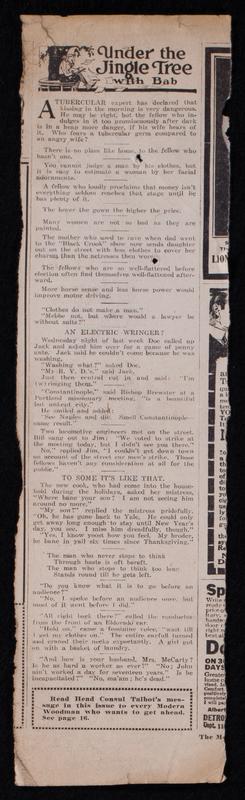 Under the
Jingle Tree
With Bab
A TUBERCULAR expert has declared that
kissing in the morning is very dangerous.
He may be right, but the fellow who in-
dulges in it too promiscuously after dark
is in a heap more danger, if his wife hears of
it. Who fears a tubercular germ compared to
an angry wife?
There is no place like home, to the fellow who
hasn't one.
You cannot judge a man by his clothes, but
it is easy to estimate a woman by her facial
adornments.
A fellow who loudly proclaims that money isn't
everything seldom reaches that stage until he
has plenty of it.
The lower the gown the higher the price.
Many women are not so bad as they are
painted.
The mother who used to rave when dad went
to the "Black Crook" show now sends daughter
out on the street with less clothes to cover her
charms than the actresses then wore.
The fellows who are so well-flattered before
election often find themselves well-flattened after-
ward.
More horse sense and less horse power would
improve motor driving.
"Clothes do not make a man."
"Mebbe not, but where would a lawyer be
without suits?"
AN ELECTRIC WRINGER?
Wednesday night of last week Doc called up
Jack and asked him over for a game of penny
ante. Jack said he couldn't come because he was
washing.
"Washing what?" asked Doc.
"My B. V. D.'s," said Jack.
Just then central cut in and said: "I'm
(w)ringing them."
"Constantinople," said Bishop Brewster at a
Portland missionary meeting, "is a beautiful
but
He smiled and added:
"See Naples and die. Smell Constantinople—
same result."
Two locomotive engineers met on the street.
Bill sang out to Jim: "We voted to strike at
the meeting today, but I didn't see you there."
"No," replied Jim, "I couldn't get down town
on account of the street car men's strike. Those
fellows haven't any consideration at all for the
public."
TO SOME IT'S LIKE THAT.
The new cook, who had come into the house-
hold during the holidays, asked her mistress,
"Where bane your son? I am not seeing him
around no more."
"My son?" replied the mistress pridefully.
"Oh, he has gone back to Yale. He could only
get away long enough to stay until New Year's
day, you see. I miss him dreadfully, though."
"Yes, I know yoost how you feel. My broder,
he bane in yail six times since Thanksgiving."
The man who never stops to think
Through haste is oft bereft.
The man who stops to think too long
Stands round till he gets left.
"Do you know what it is to go before an
audience?"
"No. I spoke before an audience once, but
most of it went before I did."
"All right back there?" called the conductor
from the front of an Eldorado car.
"Hold on," came a feminine voice, "wait till
I get my clothes on." The entire carful turned
and craned their necks expectantly. A girl got
on with a basket of laundry.
"And how is your husband, Mrs. McCarty?
Is he as hard a worker as ever?" "No; John
ain't worked a day for seventeen years." Is he
incapacitated?" "No, ma'am; he's dead."
Read Head Consul Talbot's mes-
sage in this issue to every Modern
Woodman who wants to get ahead.
See page 16.
LION
Sp
Do
ON 30
DAYS
DETRO
Dept. 11
The M